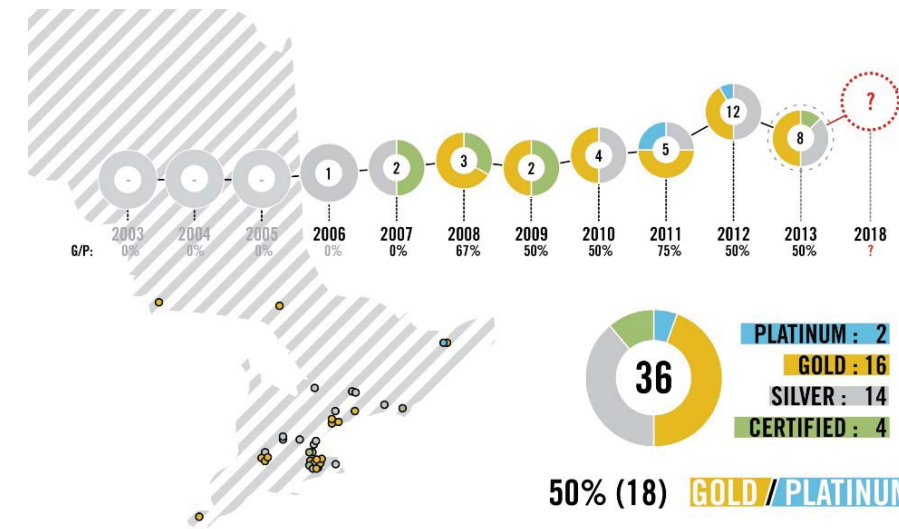 ?
12
8
5
4
2
3
2
1
-
-
-
2003 2004 2005 2006 2007 2008 2009 2010 2011 2012 2013 2018
G/P: 0% 0% 0% 0% 0% 67% 50% 50% 75% 50% 50% ?
36
PLATINUM : 2
GOLD : 16
SILVER : 14
CERTIFIED : 4
50% (18) GOLD / PLATINUM